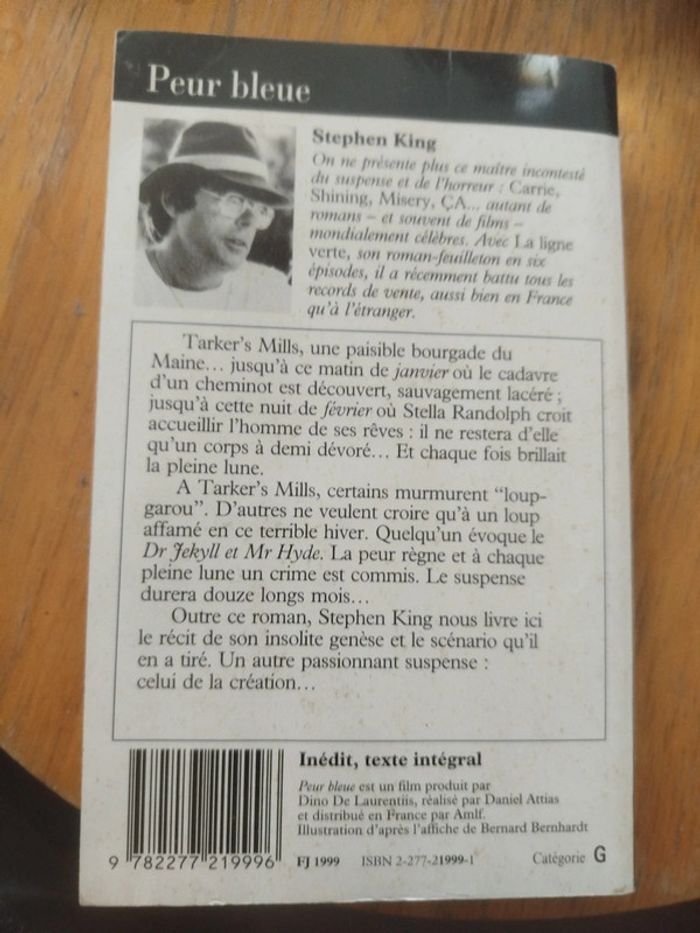 Peur bleue
Stephen King
On ne présente plus ce maître incontesté
du suspense et de l'horreur : Carrie,
Shining, Misery, ÇA... autant de
romans – et souvent de films –
mondialement célèbres. Avec La ligne
verte, son roman-feuilleton en six
épisodes, il a récemment battu tous les
records de vente, aussi bien en France
qu'à l'étranger.
Tarker's Mills, une paisible bourgade du
Maine... jusqu'à ce matin de janvier où le cadavre
d'un cheminot est découvert, sauvagement lacéré ;
jusqu'à cette nuit de février où Stella Randolph croit
accueillir l'homme de ses rêves : il ne restera d'elle
qu'un corps à demi dévoré... Et chaque fois brillait
la pleine lune.
A Tarker's Mills, certains murmurent “loup-
garou”. D'autres ne veulent croire qu'à un loup
affamé en ce terrible hiver. Quelqu'un évoque le
Dr Jekyll et Mr Hyde. La peur règne et à chaque
pleine lune un crime est commis. Le suspense
durera douze longs mois...
Outre ce roman, Stephen King nous livre ici
le récit de son insolite genèse et le scénario qu'il
en a tiré. Un autre passionnant suspense :
celui de la création...
Inédit, texte intégral
Peur bleue est un film produit par
Dino De Laurentiis, réalisé par Daniel Attias
et distribué en France par Amlf.
Illustration d'après l'affiche de Bernard Bernhardt
9 782277 219996
FJ 1999 ISBN 2-277-21999-1 Catégorie G